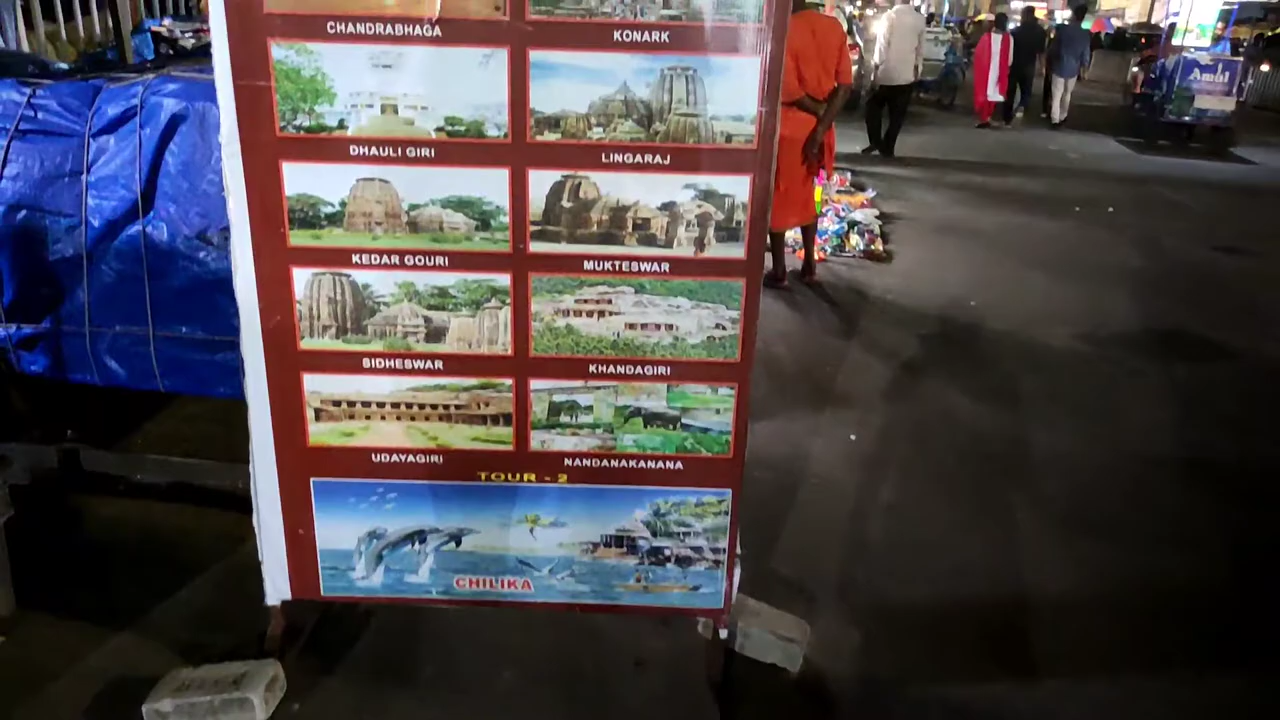 CHANDRABHAGA KONARK
DHAULI GIRI LINGARAJ
KEDAR GOURI MUKTESWAR
SIDHESWAR KHANDAGIRI
UDAYAGIRI NANDANAKANANA
TOUR - 2
CHILIKA
Amul